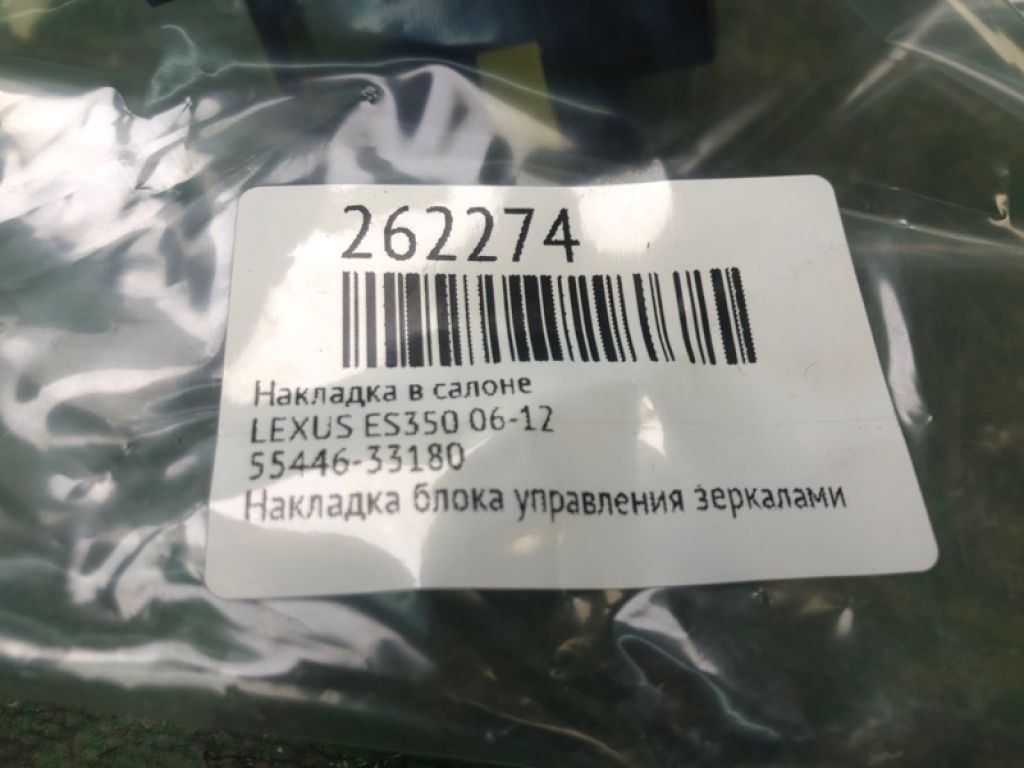 262274
Накладка в салоне
LEXUS ES350 06-12
55446-33180
Накладка блока управления зеркалами